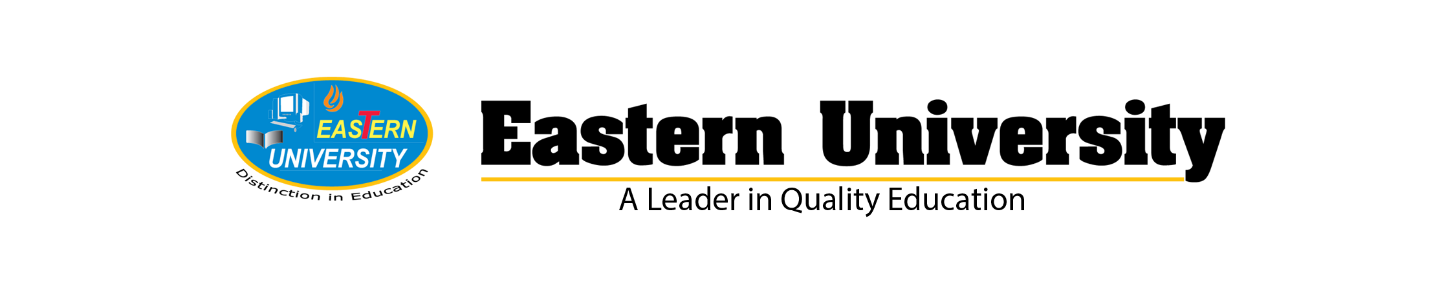 EASTERN
UNIVERSITY
Distinction in Education
Eastern University
A Leader in Quality Education